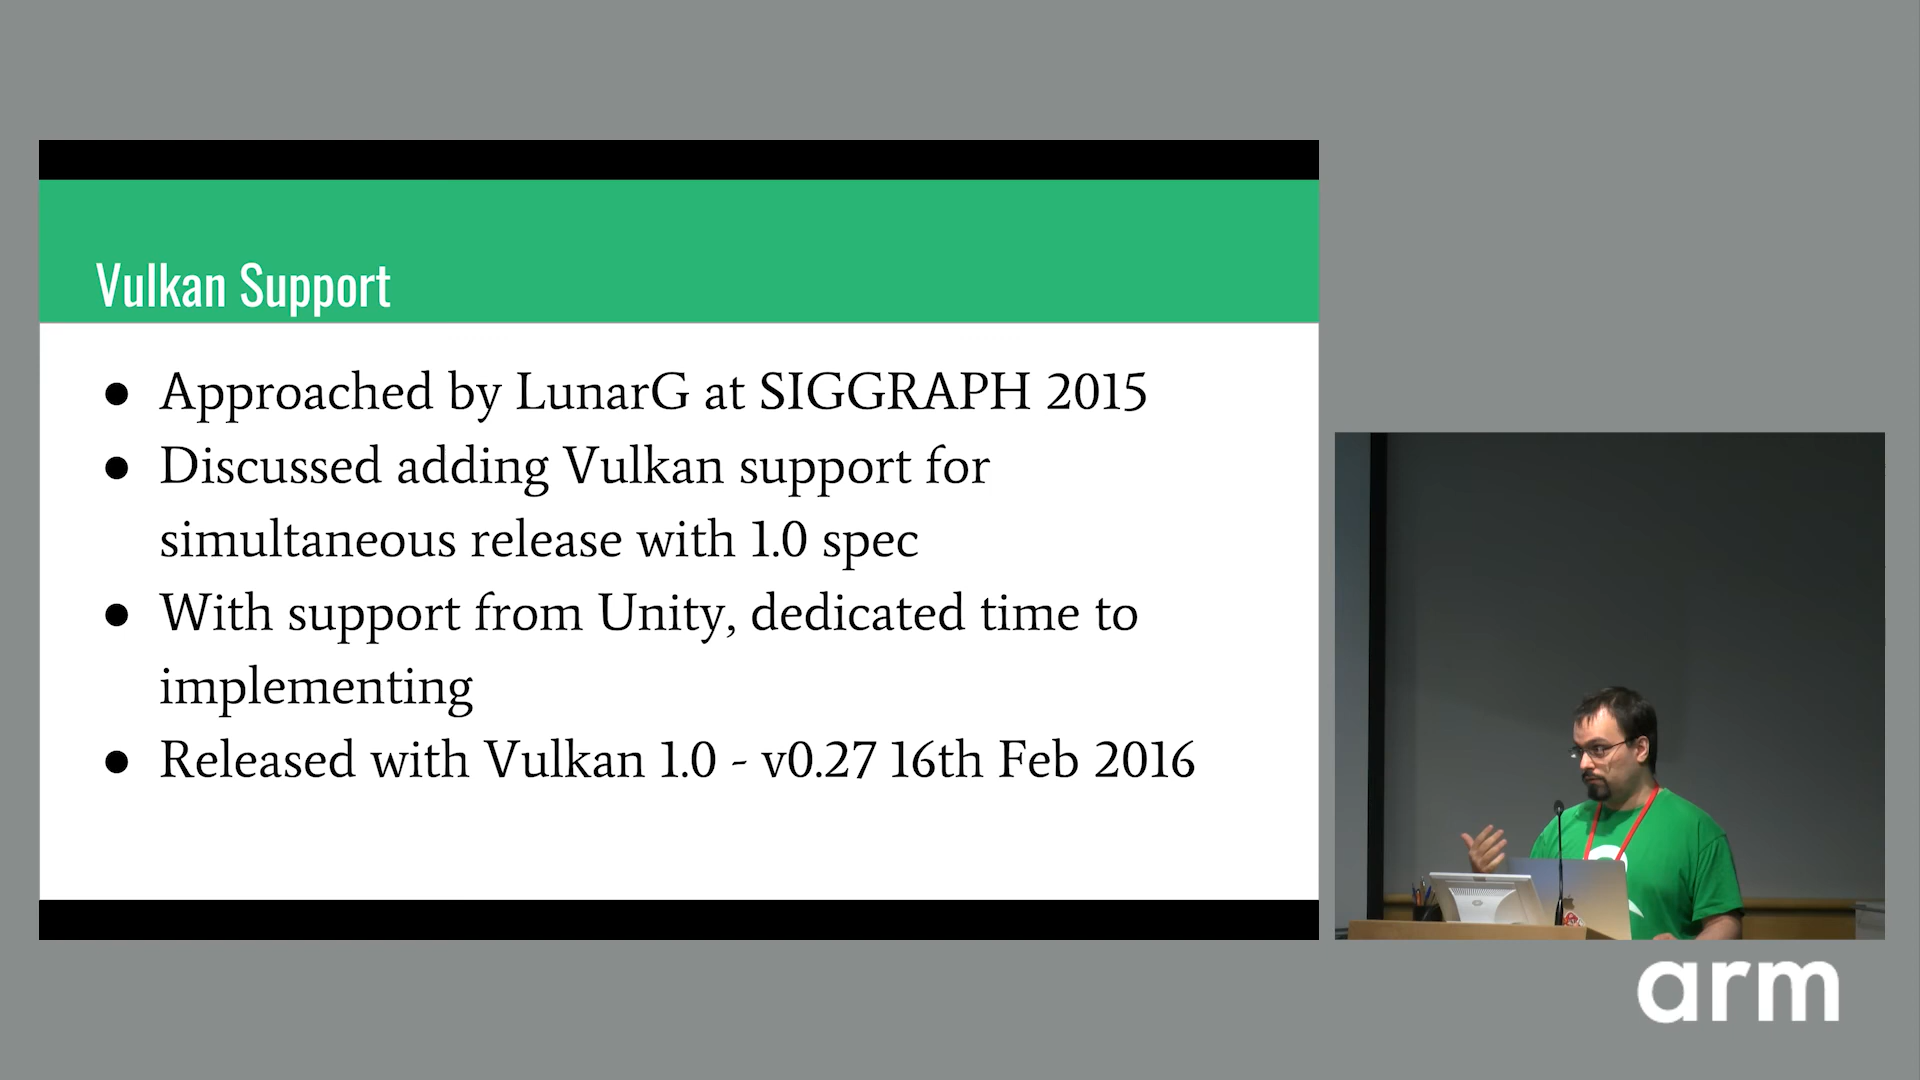 Vulkan Support
● Approached by LunarG at SIGGRAPH 2015
● Discussed adding Vulkan support for
simultaneous release with 1.0 spec
● With support from Unity, dedicated time to
implementing
● Released with Vulkan 1.0 - v0.27 16th Feb 2016
arm